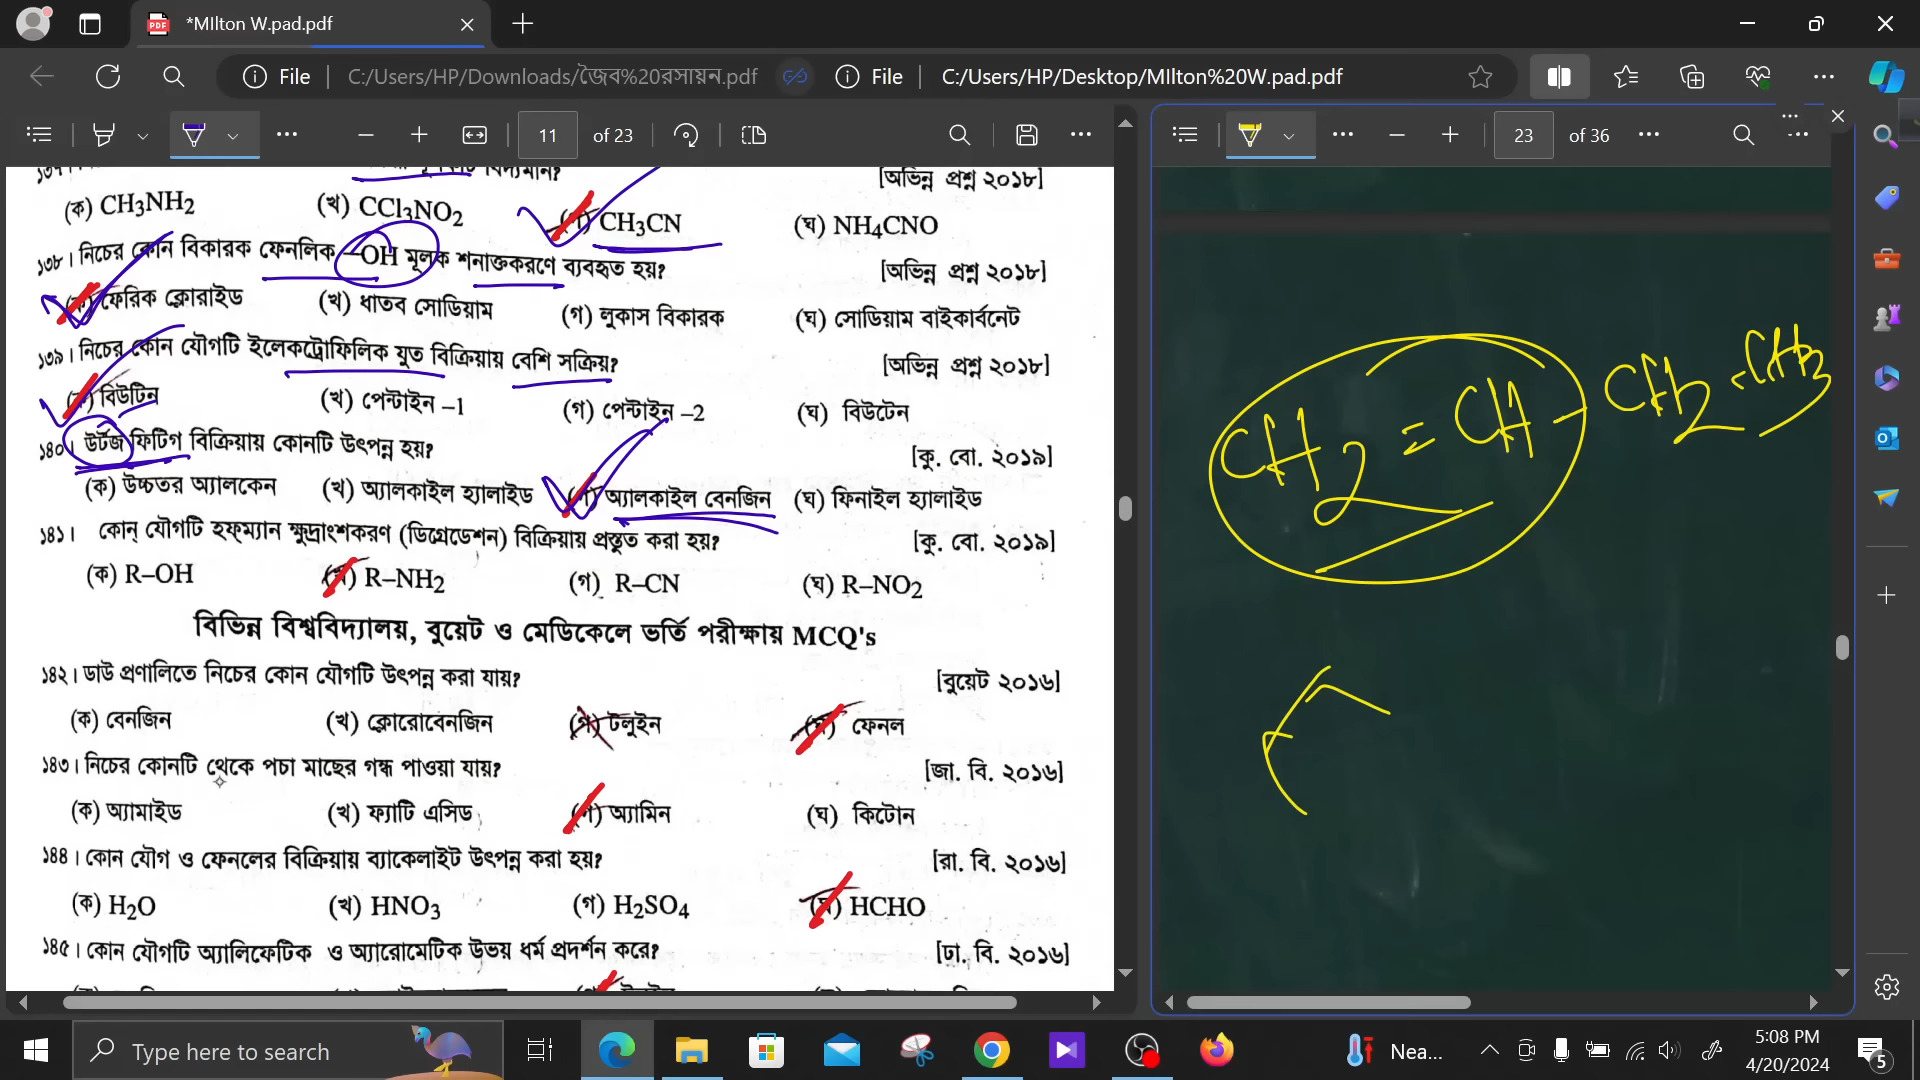 *MIlton W.pad.pdf
File
C:/Users/HP/Downloads/জৈব%20রসায়ন.pdf
File
C:/Users/HP/Desktop/MIlton%20W.pad.pdf
11 of 23
23 of 36
বিদ্যমান? [অভিন্ন প্রশ্ন ২০১৮]
(ক) CH3NH2 (খ) CCl3NO2 (গ) CH3CN (ঘ) NH4CNO
১৩৮। নিচের কোন বিকারক ফেনলিক –OH মূলক শনাক্তকরণে ব্যবহৃত হয়? [অভিন্ন প্রশ্ন ২০১৮]
(ক) ফেরিক ক্লোরাইড (খ) ধাতব সোডিয়াম (গ) লুকাস বিকারক (ঘ) সোডিয়াম বাইকার্বনেট
১৩৯। নিচের কোন যৌগটি ইলেকট্রোফিলিক যুত বিক্রিয়ায় বেশি সক্রিয়? [অভিন্ন প্রশ্ন ২০১৮]
(ক) বিউটিন (খ) পেন্টাইন –1 (গ) পেন্টাইন –2 (ঘ) বিউটেন
১৪০। উর্টজ ফিটিগ বিক্রিয়ায় কোনটি উৎপন্ন হয়? [কু. বো. ২০১৯]
(ক) উচ্চতর অ্যালকেন (খ) অ্যালকাইল হ্যালাইড (গ) অ্যালকাইল বেনজিন (ঘ) ফিনাইল হ্যালাইড
১৪১। কোন্ যৌগটি হফ্ম্যান ক্ষুদ্রাংশকরণ (ডিগ্রেডেশন) বিক্রিয়ায় প্রস্তুত করা হয়? [কু. বো. ২০১৯]
(ক) R–OH (খ) R–NH2 (গ) R–CN (ঘ) R–NO2
বিভিন্ন বিশ্ববিদ্যালয়, বুয়েট ও মেডিকেলে ভর্তি পরীক্ষায় MCQ's
১৪২। ডাউ প্রণালিতে নিচের কোন যৌগটি উৎপন্ন করা যায়? [বুয়েট ২০১৬]
(ক) বেনজিন (খ) ক্লোরোবেনজিন (গ) টলুইন (ঘ) ফেনল
১৪৩। নিচের কোনটি থেকে পচা মাছের গন্ধ পাওয়া যায়? [জা. বি. ২০১৬]
(ক) অ্যামাইড (খ) ফ্যাটি এসিড (গ) অ্যামিন (ঘ) কিটোন
১৪৪। কোন যৌগ ও ফেনলের বিক্রিয়ায় ব্যাকেলাইট উৎপন্ন করা হয়? [রা. বি. ২০১৬]
(ক) H2O (খ) HNO3 (গ) H2SO4 (ঘ) HCHO
১৪৫। কোন যৌগটি অ্যালিফেটিক ও অ্যারোমেটিক উভয় ধর্ম প্রদর্শন করে? [ঢা. বি. ২০১৬]
CH2 = CH – CH2 – CH3
Type here to search
Nea...
5:08 PM
4/20/2024
5